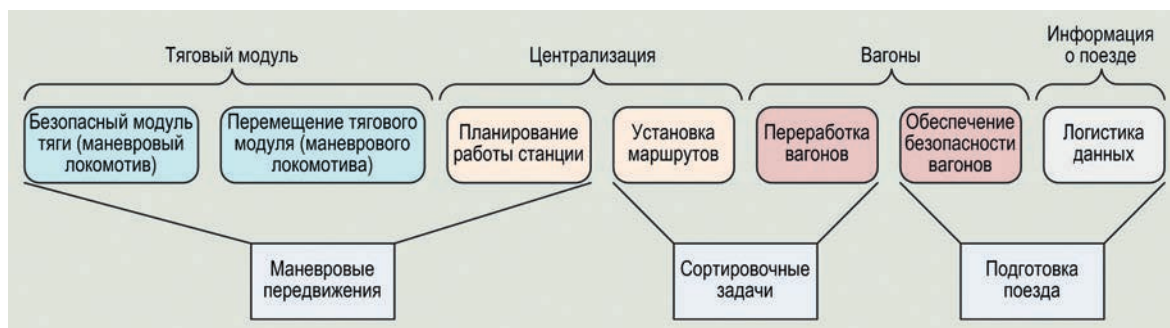 Тяговый модуль
Централизация
Вагоны
Информация
о поезде
Безопасный модуль
тяги (маневровый
локомотив)
Перемещение тягового
модуля (маневрового
локомотива)
Планирование
работы станции
Установка
маршрутов
Переработка
вагонов
Обеспечение
безопасности
вагонов
Логистика
данных
Маневровые
передвижения
Сортировочные
задачи
Подготовка
поезда